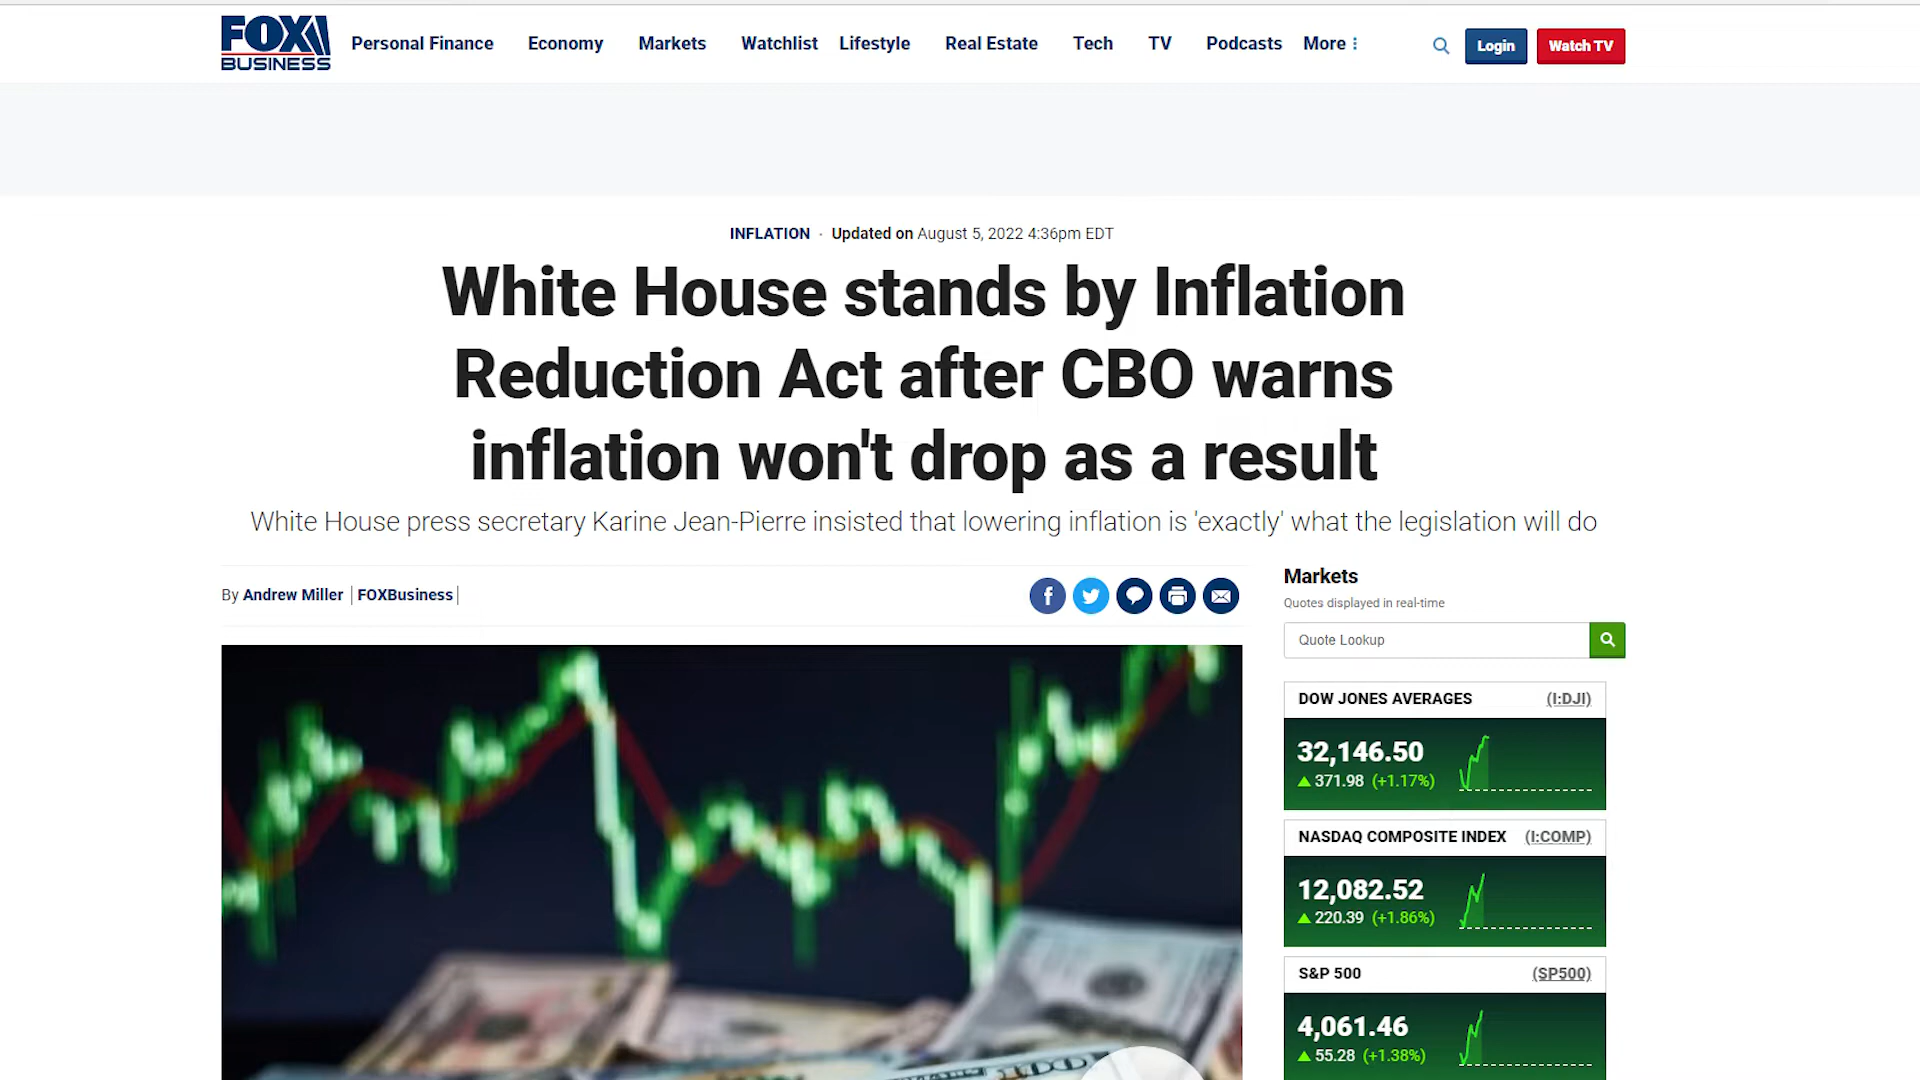 FOX
BUSINESS
Personal Finance Economy Markets Watchlist Lifestyle Real Estate Tech TV Podcasts More
Login
Watch TV
INFLATION · Updated on August 5, 2022 4:36pm EDT
White House stands by Inflation
Reduction Act after CBO warns
inflation won't drop as a result
White House press secretary Karine Jean-Pierre insisted that lowering inflation is 'exactly' what the legislation will do
By Andrew Miller | FOXBusiness |
Markets
Quotes displayed in real-time
Quote Lookup
DOW JONES AVERAGES (I:DJI)
32,146.50
▲ 371.98 (+1.17%)
NASDAQ COMPOSITE INDEX (I:COMP)
12,082.52
▲ 220.39 (+1.86%)
S&P 500 (SP500)
4,061.46
▲ 55.28 (+1.38%)